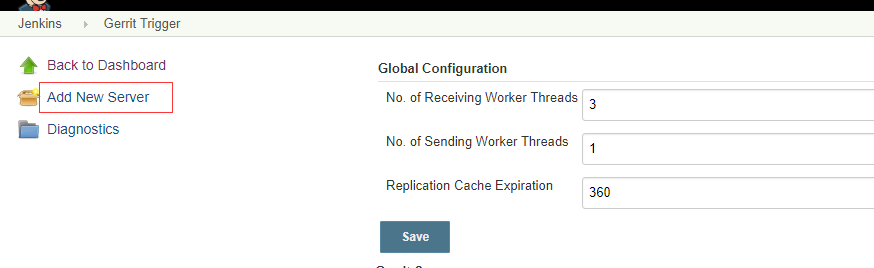 Jenkins Gerrit Trigger
Back to Dashboard
Add New Server
Diagnostics
Global Configuration
No. of Receiving Worker Threads 3
No. of Sending Worker Threads 1
Replication Cache Expiration 360
Save